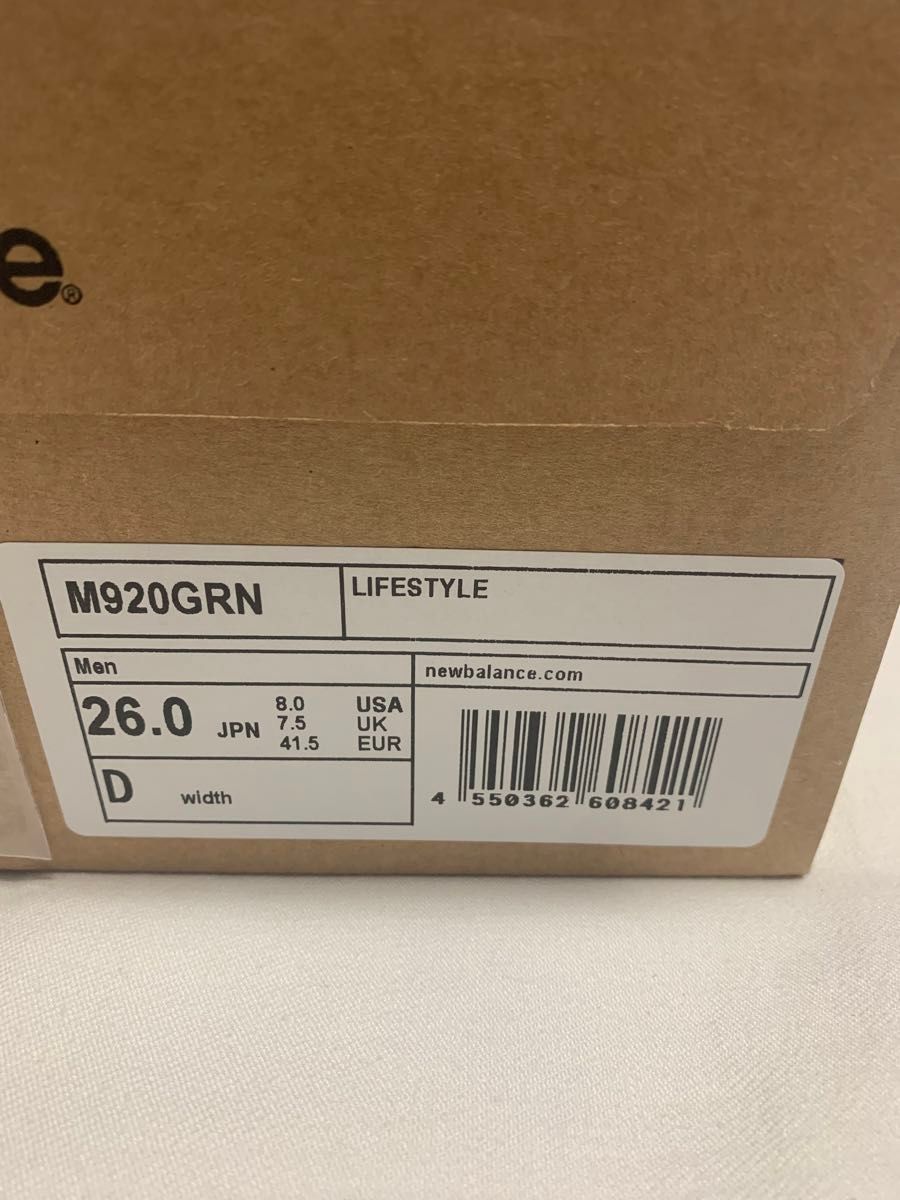 e®
M920GRN
LIFESTYLE
Men
newbalance.com
26.0 JPN
8.0 USA
7.5 UK
41.5 EUR
D width
4 550362 608421